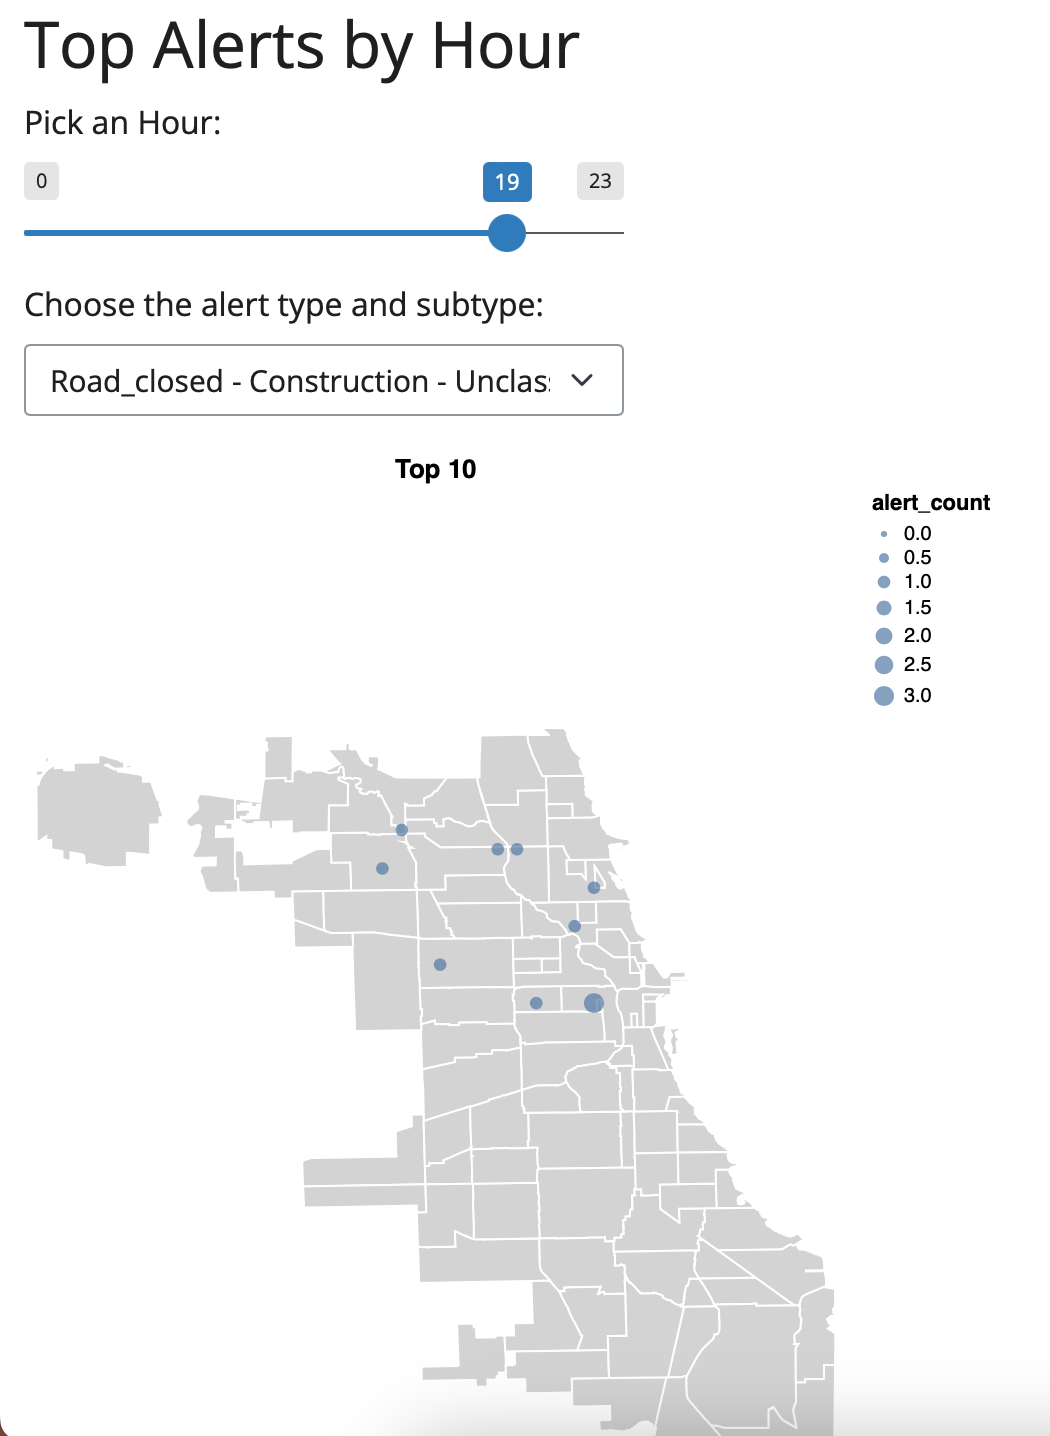 Top Alerts by Hour
Pick an Hour:
0 19 23
Choose the alert type and subtype:
Road_closed - Construction - Unclas
Top 10
alert_count
0.0
0.5
1.0
1.5
2.0
2.5
3.0